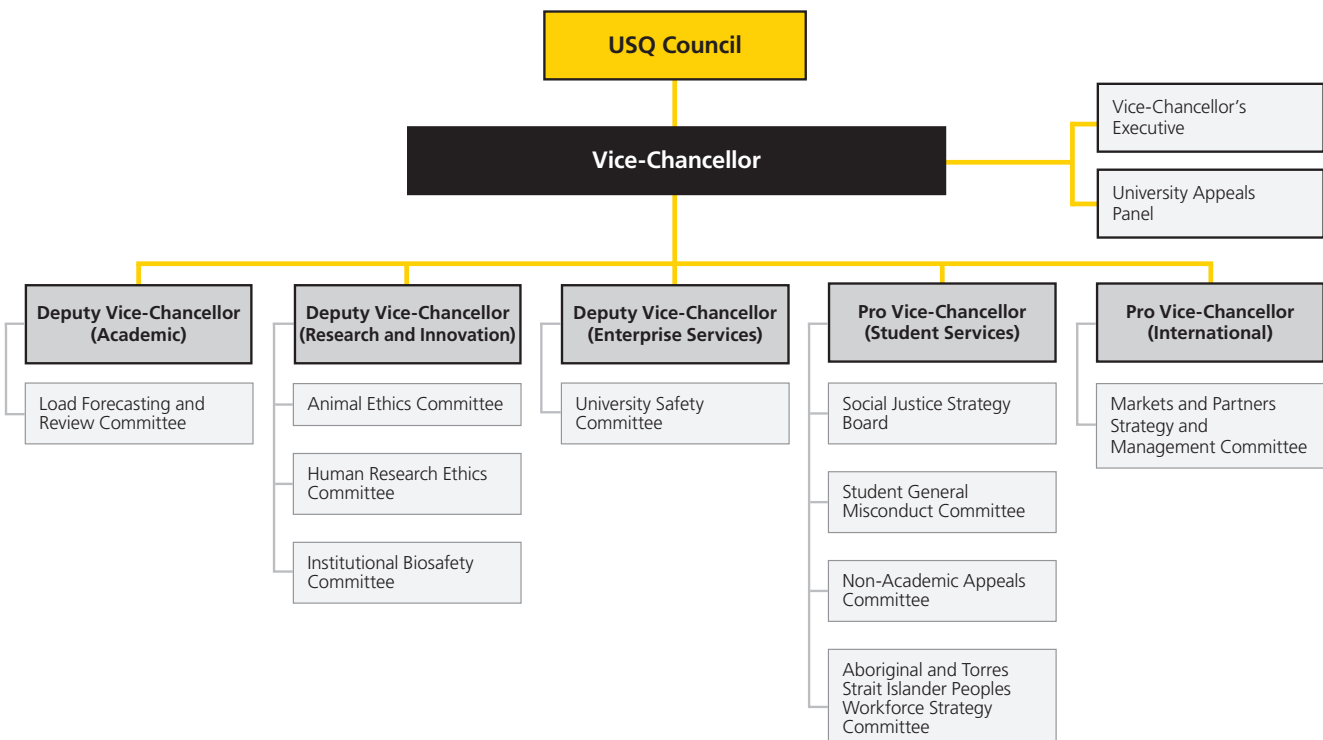 USQ Council
Vice-Chancellor
Vice-Chancellor’s
Executive
University Appeals
Panel
Deputy Vice-Chancellor
(Academic)
Load Forecasting and
Review Committee
Deputy Vice-Chancellor
(Research and Innovation)
Animal Ethics Committee
Human Research Ethics
Committee
Institutional Biosafety
Committee
Deputy Vice-Chancellor
(Enterprise Services)
University Safety
Committee
Pro Vice-Chancellor
(Student Services)
Social Justice Strategy
Board
Student General
Misconduct Committee
Non-Academic Appeals
Committee
Aboriginal and Torres
Strait Islander Peoples
Workforce Strategy
Committee
Pro Vice-Chancellor
(International)
Markets and Partners
Strategy and
Management Committee